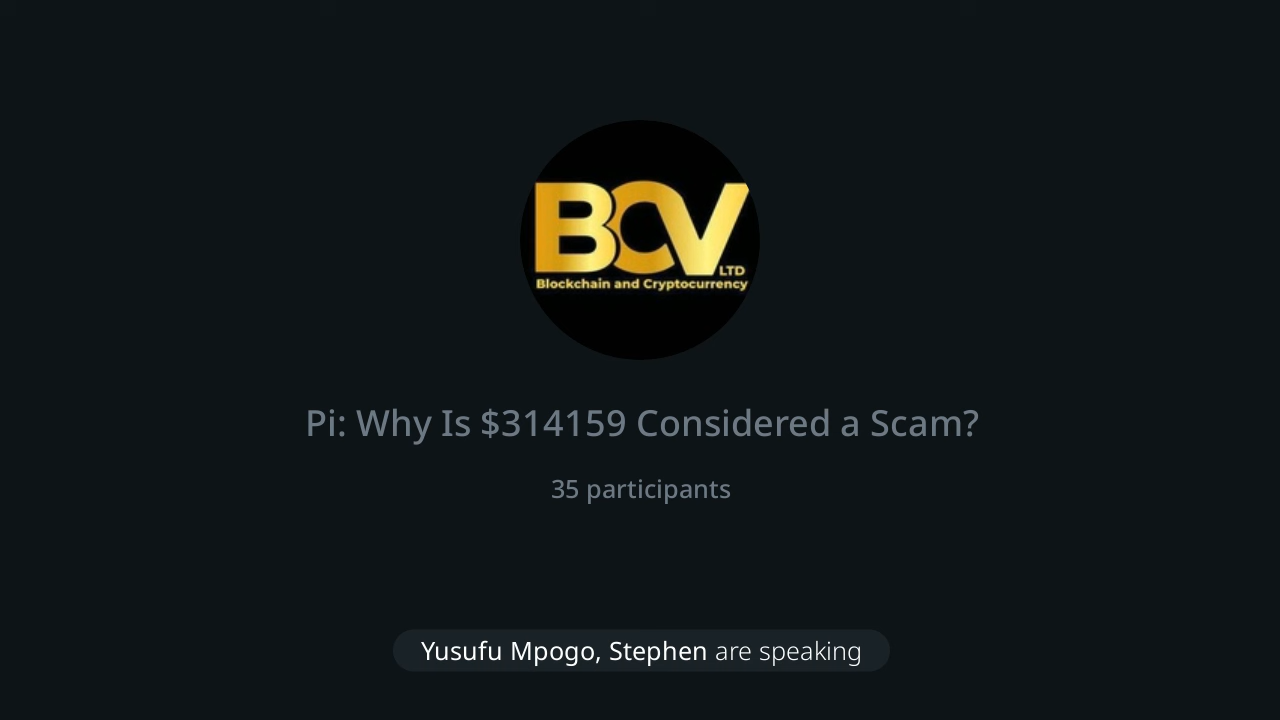 BCV
LTD
Blockchain and Cryptocurrency
Pi: Why Is $314159 Considered a Scam?
35 participants
Yusufu Mpogo, Stephen are speaking